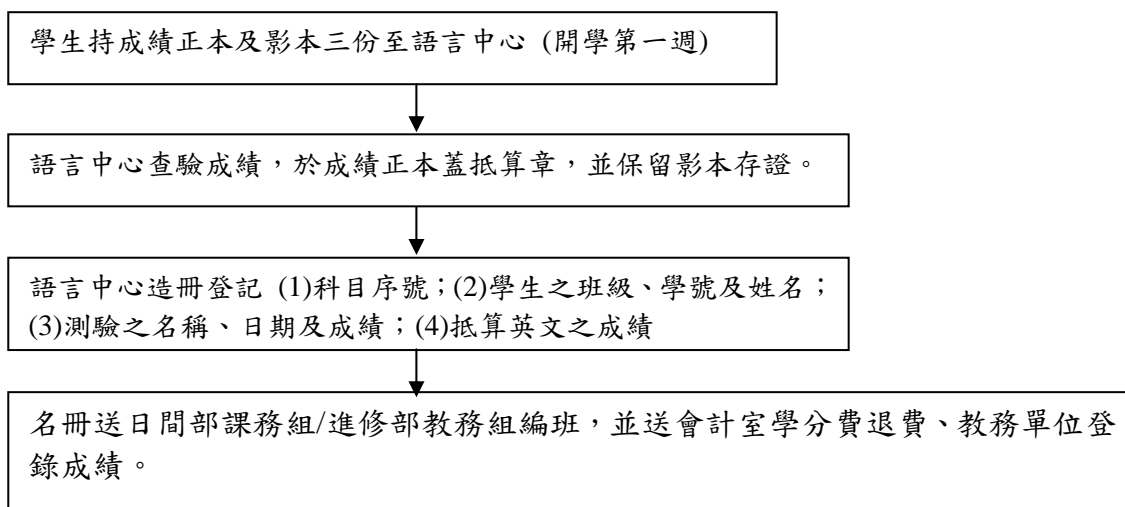 學生持成績正本及影本三份至語言中心 (開學第一週)
語言中心查驗成績，於成績正本蓋抵算章，並保留影本存證。
語言中心造冊登記 (1)科目序號；(2)學生之班級、學號及姓名；
(3)測驗之名稱、日期及成績；(4)抵算英文之成績
名冊送日間部課務組/進修部教務組編班，並送會計室學分費退費、教務單位登
錄成績。